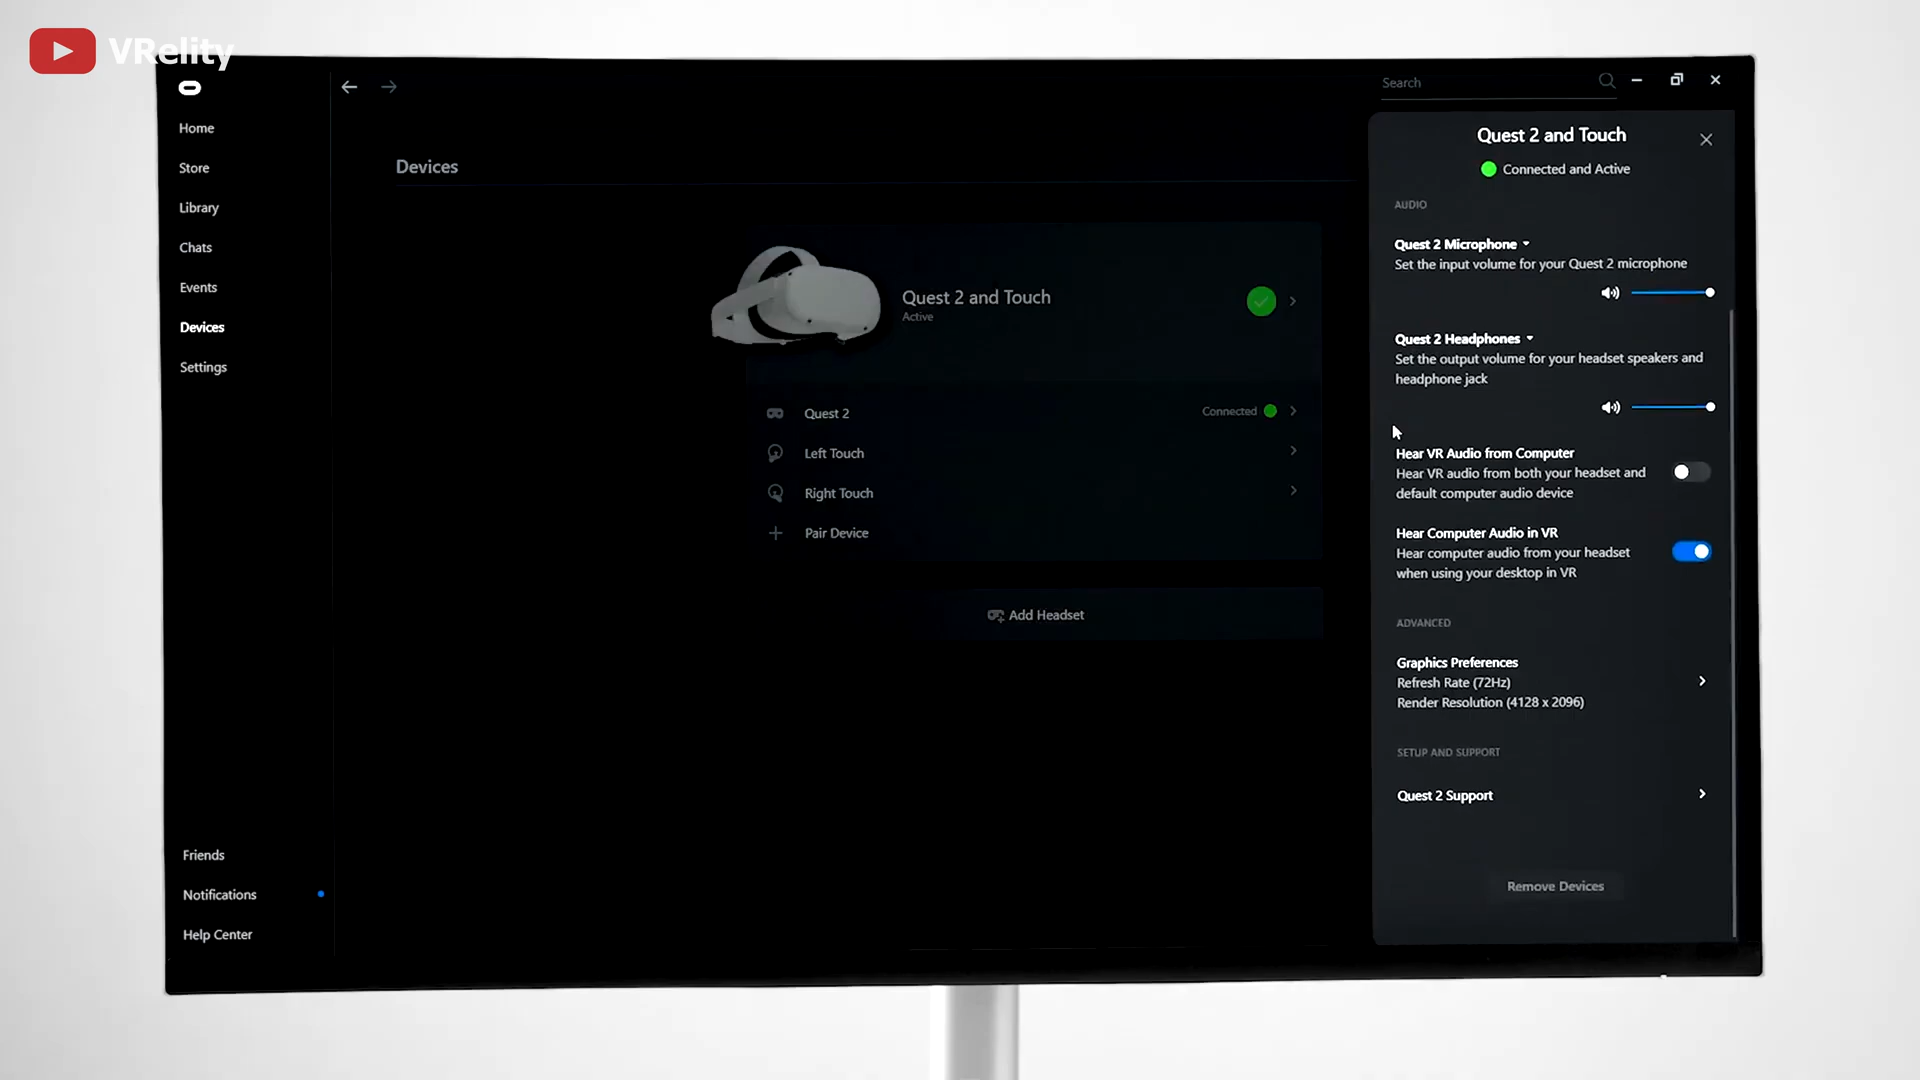 VRelity
Search
Home
Store
Library
Chats
Events
Devices
Settings
Friends
Notifications
Help Center
Devices
Quest 2 and Touch
Active
Quest 2
Connected
Left Touch
Right Touch
Pair Device
Add Headset
Quest 2 and Touch
Connected and Active
AUDIO
Quest 2 Microphone
Set the input volume for your Quest 2 microphone
Quest 2 Headphones
Set the output volume for your headset speakers and
headphone jack
Hear VR Audio from Computer
Hear VR audio from both your headset and
default computer audio device
Hear Computer Audio in VR
Hear computer audio from your headset
when using your desktop in VR
ADVANCED
Graphics Preferences
Refresh Rate (72Hz)
Render Resolution (4128 x 2096)
SETUP AND SUPPORT
Quest 2 Support
Remove Devices